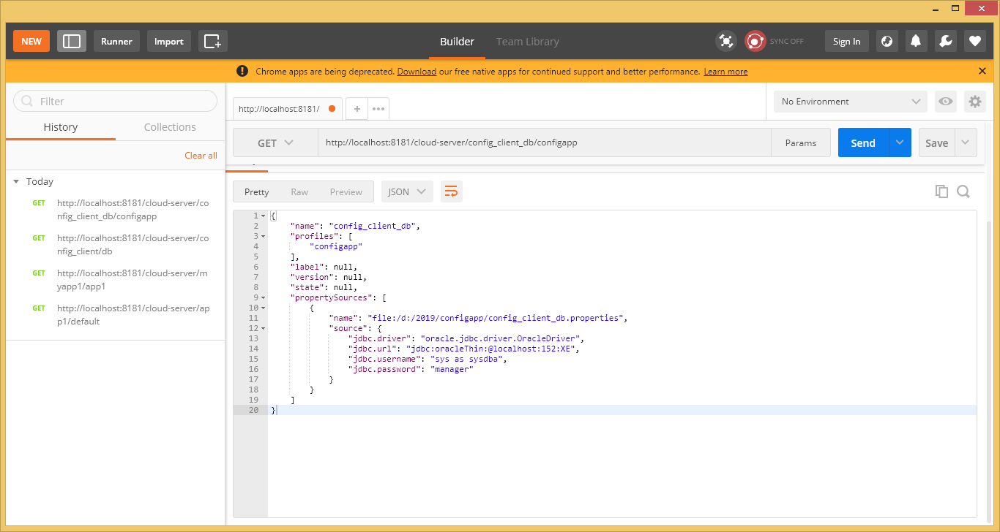 NEW
Runner
Import
Builder
Team Library
SYNC OFF
Sign In
Chrome apps are being deprecated. Download our free native apps for continued support and better performance. Learn more
Filter
History
Collections
Clear all
Today
GET http://localhost:8181/cloud-server/co
nfig_client_db/configapp
GET http://localhost:8181/cloud-server/co
nfig_client/db
GET http://localhost:8181/cloud-server/m
yapp1/app1
GET http://localhost:8181/cloud-server/ap
p1/default
http://localhost:8181/
No Environment
GET
http://localhost:8181/cloud-server/config_client_db/configapp
Params
Send
Save
Pretty
Raw
Preview
JSON
1 {
2 "name": "config_client_db",
3 "profiles": [
4 "configapp"
5 ],
6 "label": null,
7 "version": null,
8 "state": null,
9 "propertySources": [
10 {
11 "name": "file:/d:/2019/configapp/config_client_db.properties",
12 "source": {
13 "jdbc.driver": "oracle.jdbc.driver.OracleDriver",
14 "jdbc.url": "jdbc:oracleThin:@localhost:152:XE",
15 "jdbc.username": "sys as sysdba",
16 "jdbc.password": "manager"
17 }
18 }
19 ]
20 }